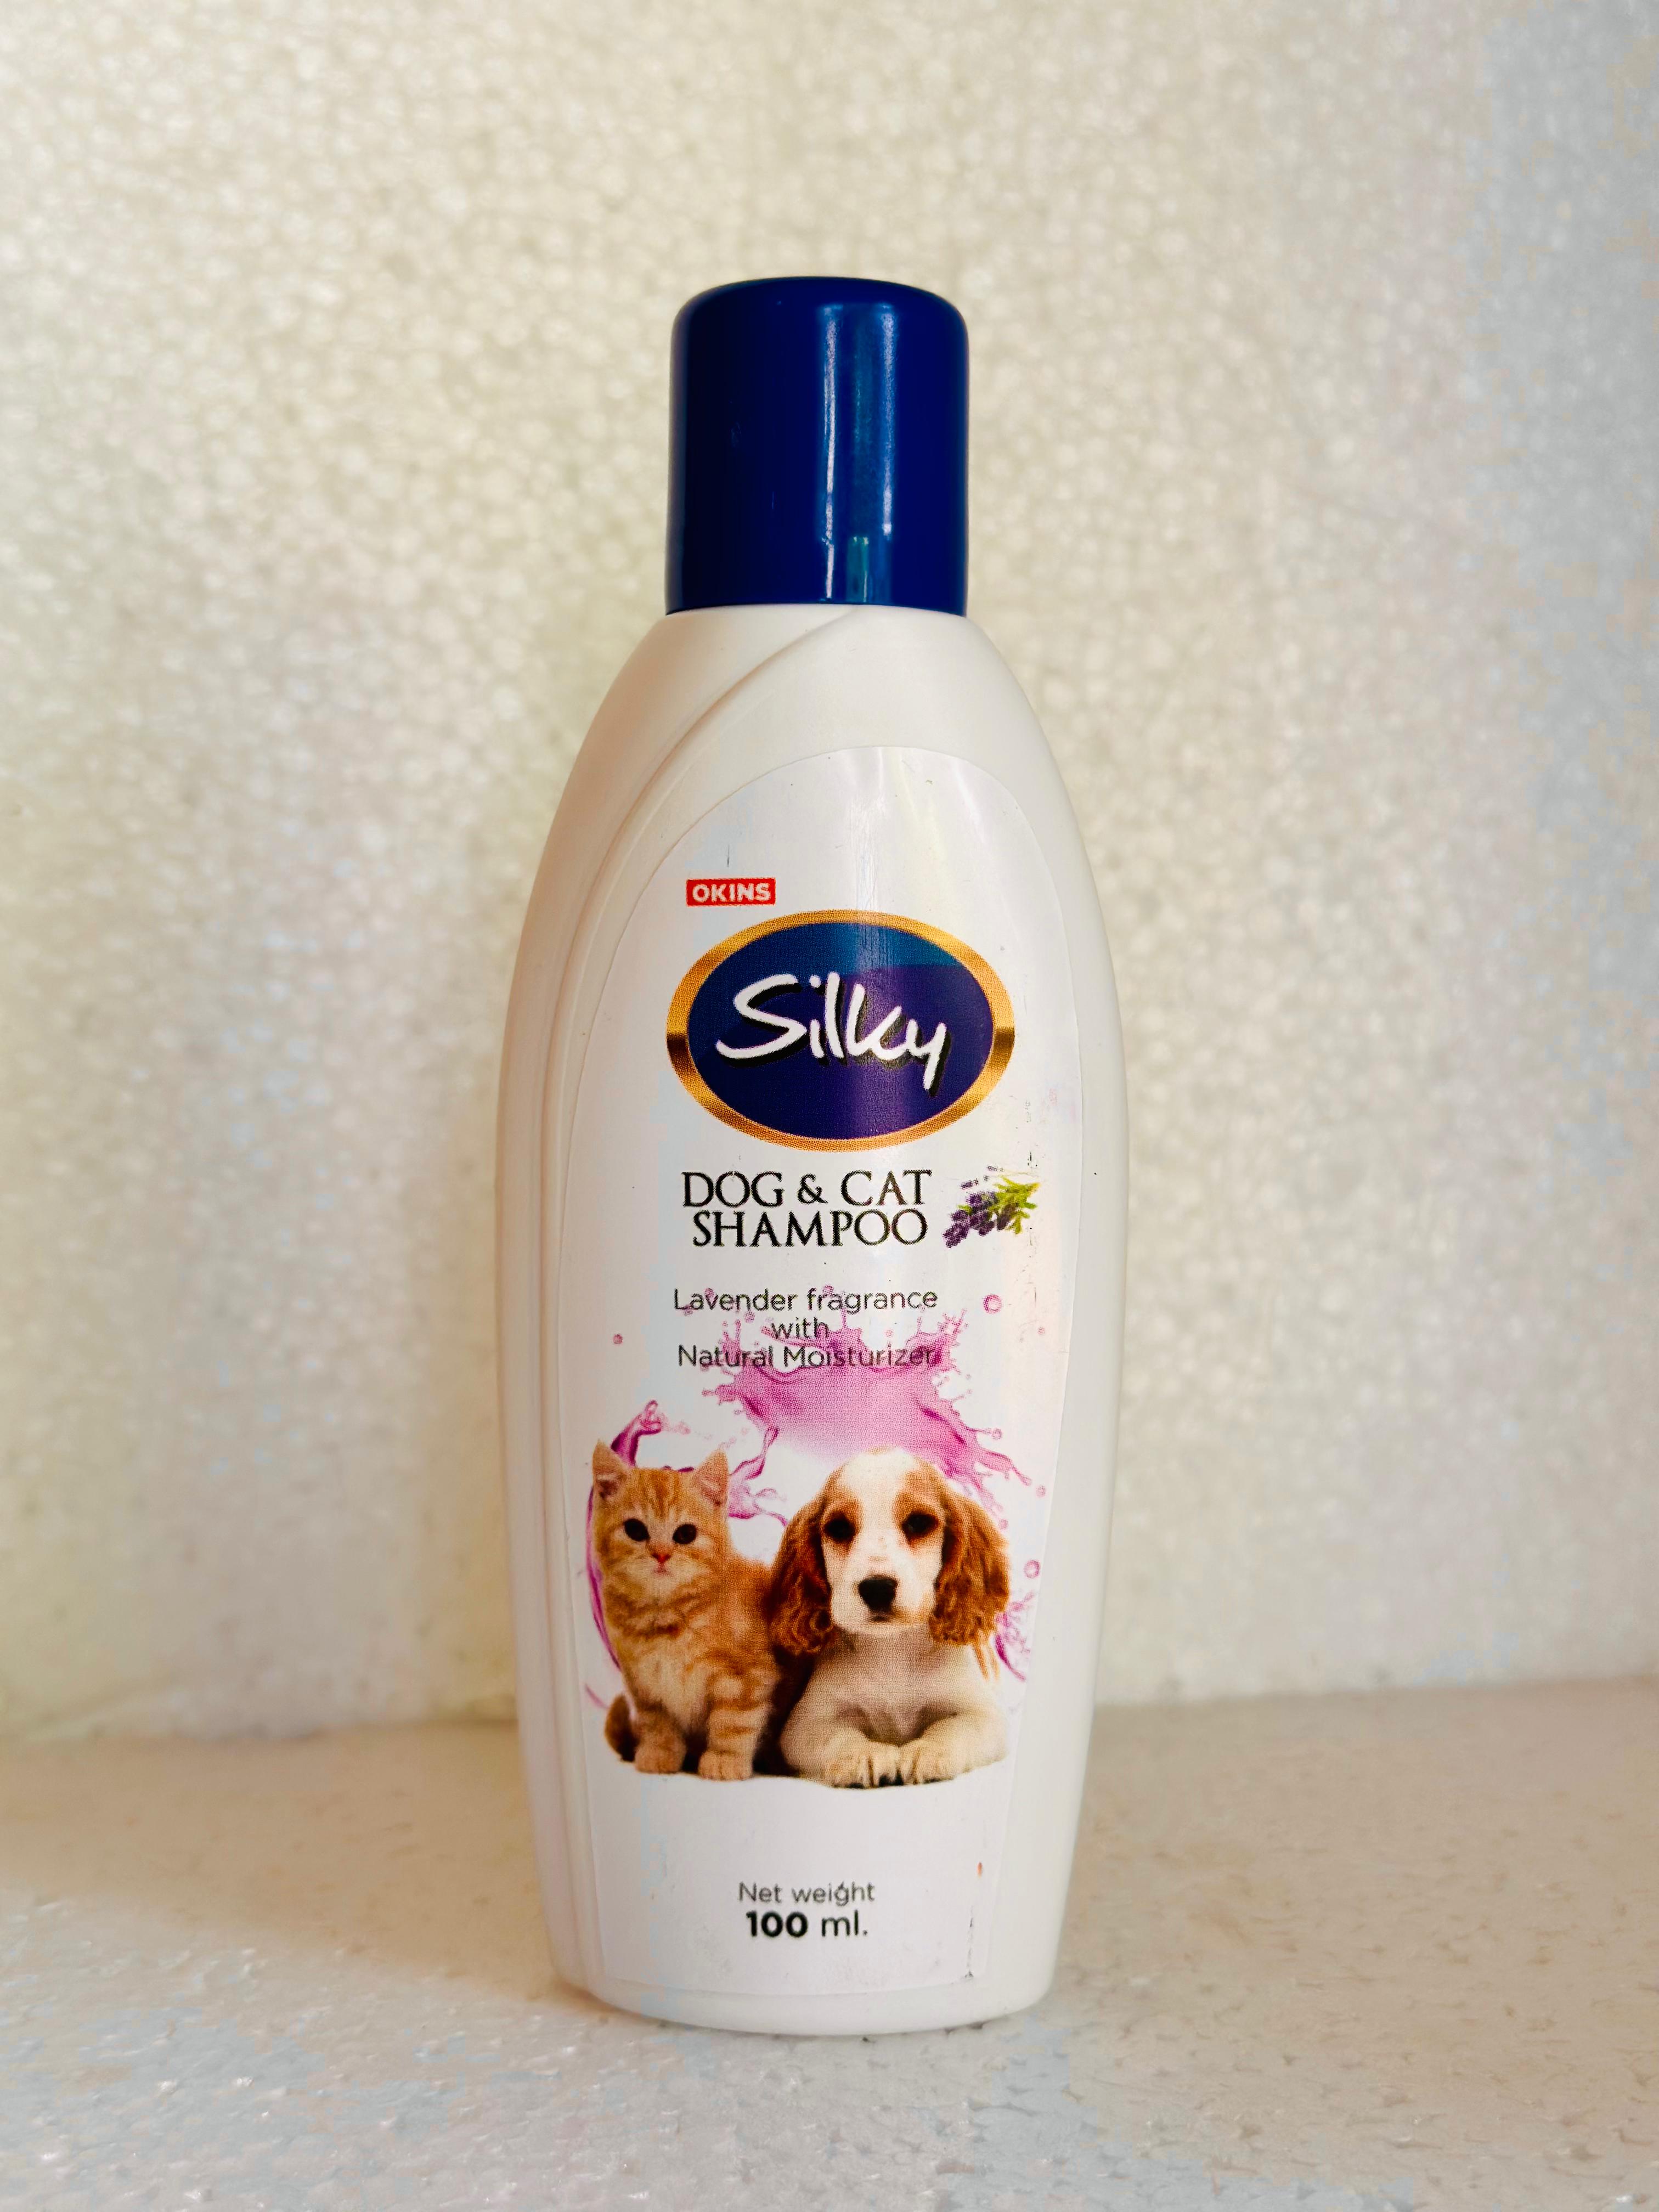 OKINS
Silky
DOG & CAT
SHAMPOO
Lavender fragrance
with
Natural Moisturizer
Net weight
100 ml.